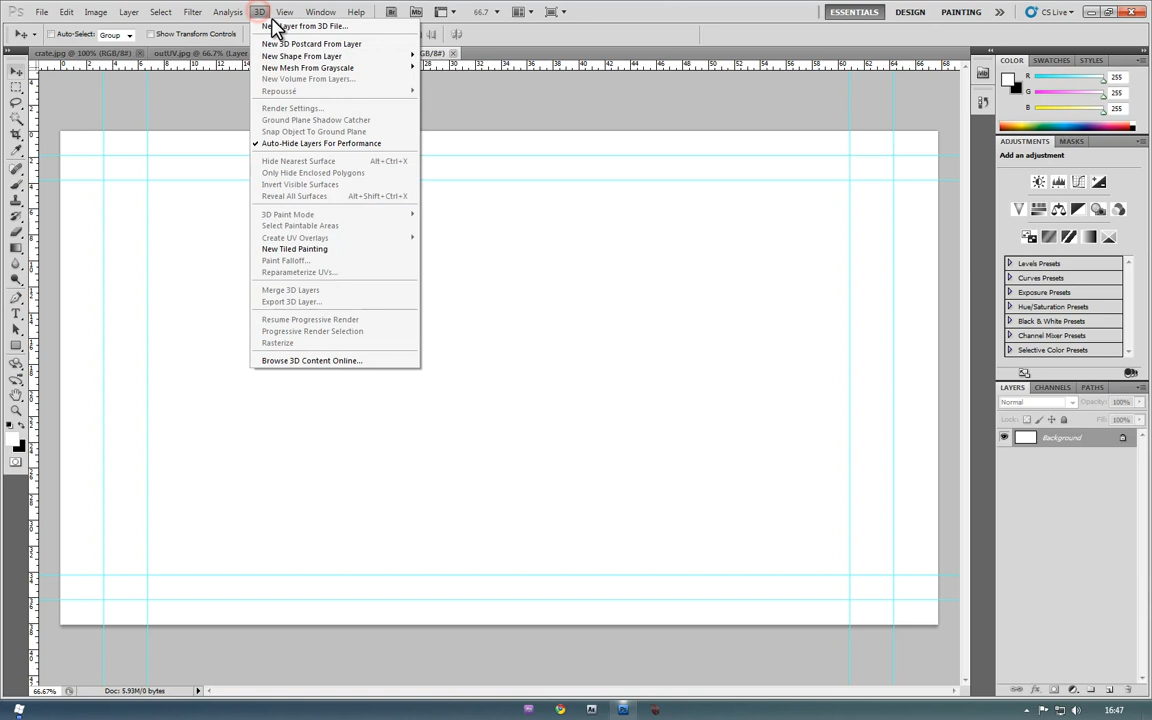 Ps File Edit Image Layer Select Filter Analysis 3D View Window Help Br Mb 66.7 ESSENTIALS DESIGN PAINTING CS Live
Auto-Select: Group Show Transform Controls
crate.jpg @ 100% (RGB/8#) outUV.jpg @ 66.7% (Layer GB/8#)
New Layer from 3D File...
New 3D Postcard From Layer
New Shape From Layer
New Mesh From Grayscale
New Volume From Layers...
Repoussé
Render Settings...
Ground Plane Shadow Catcher
Snap Object To Ground Plane
Auto-Hide Layers For Performance
Hide Nearest Surface Alt+Ctrl+X
Only Hide Enclosed Polygons
Invert Visible Surfaces
Reveal All Surfaces Alt+Shift+Ctrl+X
3D Paint Mode
Select Paintable Areas
Create UV Overlays
New Tiled Painting
Paint Falloff...
Reparameterize UVs...
Merge 3D Layers
Export 3D Layer...
Resume Progressive Render
Progressive Render Selection
Rasterize
Browse 3D Content Online...
COLOR SWATCHES STYLES
R 255
G 255
B 255
ADJUSTMENTS MASKS
Add an adjustment
Levels Presets
Curves Presets
Exposure Presets
Hue/Saturation Presets
Black & White Presets
Channel Mixer Presets
Selective Color Presets
LAYERS CHANNELS PATHS
Normal Opacity: 100%
Lock: Fill: 100%
Background
66.67% Doc: 5.93M/0 bytes
16:47